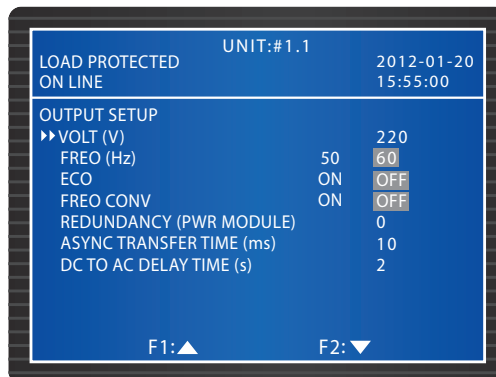 UNIT:#1.1
LOAD PROTECTED 2012-01-20
ON LINE 15:55:00
OUTPUT SETUP
VOLT (V) 220
FREO (Hz) 50 60
ECO ON OFF
FREO CONV ON OFF
REDUNDANCY (PWR MODULE) 0
ASYNC TRANSFER TIME (ms) 10
DC TO AC DELAY TIME (s) 2
F1: F2: